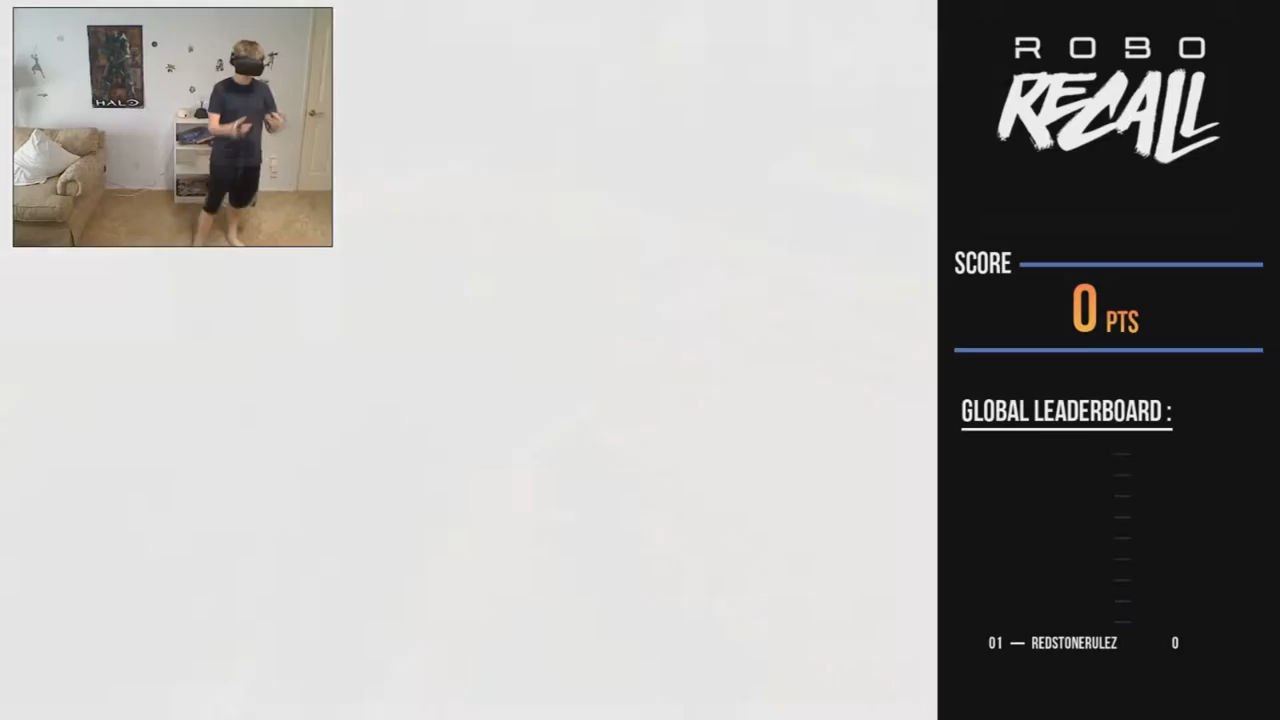 HALO
ROBO
RECALL
SCORE
0 PTS
GLOBAL LEADERBOARD :
01 — REDSTONERULEZ 0